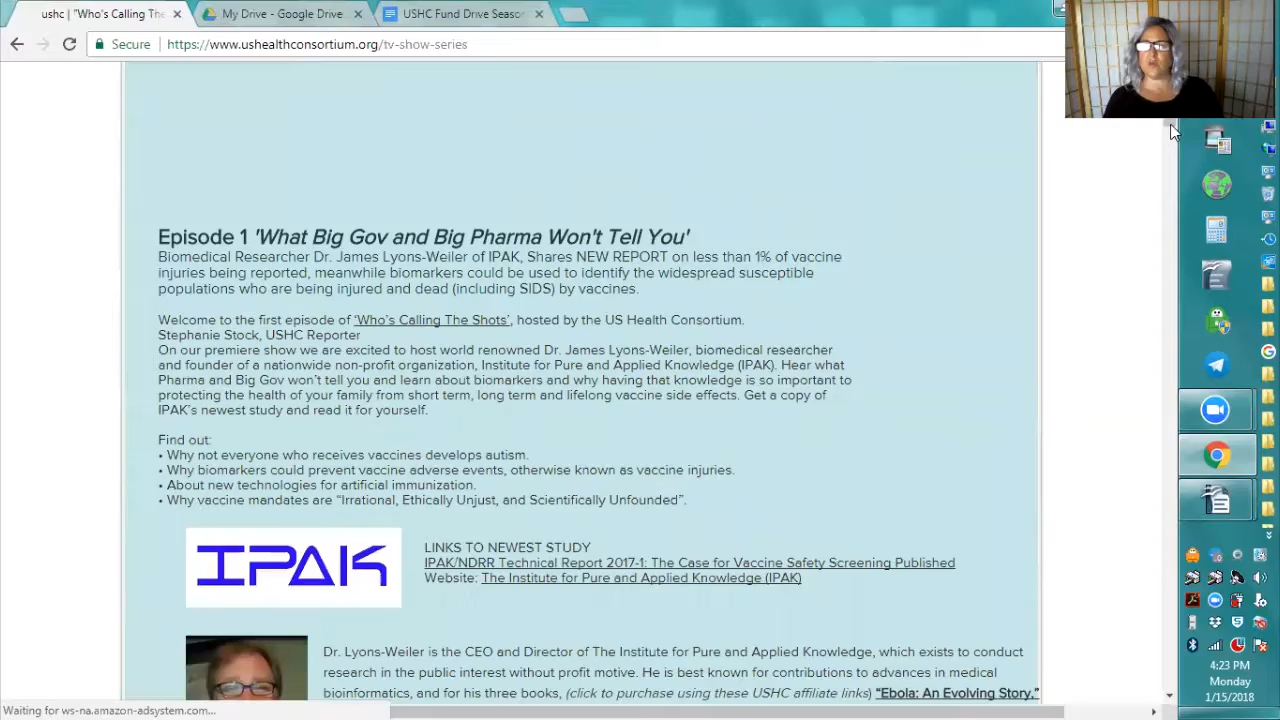 ushc | "Who's Calling The
My Drive - Google Drive
USHC Fund Drive Season
Secure
https://www.ushealthconsortium.org/tv-show-series
Episode 1 'What Big Gov and Big Pharma Won't Tell You'
Biomedical Researcher Dr. James Lyons-Weiler of IPAK, Shares NEW REPORT on less than 1% of vaccine
injuries being reported, meanwhile biomarkers could be used to identify the widespread susceptible
populations who are being injured and dead (including SIDS) by vaccines.
Welcome to the first episode of 'Who's Calling The Shots', hosted by the US Health Consortium.
Stephanie Stock, USHC Reporter
On our premiere show we are excited to host world renowned Dr. James Lyons-Weiler, biomedical researcher
and founder of a nationwide non-profit organization, Institute for Pure and Applied Knowledge (IPAK). Hear what
Pharma and Big Gov won't tell you and learn about biomarkers and why having that knowledge is so important to
protecting the health of your family from short term, long term and lifelong vaccine side effects. Get a copy of
IPAK's newest study and read it for yourself.
Find out:
• Why not everyone who receives vaccines develops autism.
• Why biomarkers could prevent vaccine adverse events, otherwise known as vaccine injuries.
• About new technologies for artificial immunization.
• Why vaccine mandates are "Irrational, Ethically Unjust, and Scientifically Unfounded".
IPAK
LINKS TO NEWEST STUDY
IPAK/NDRR Technical Report 2017-1: The Case for Vaccine Safety Screening Published
Website: The Institute for Pure and Applied Knowledge (IPAK)
Dr. Lyons-Weiler is the CEO and Director of The Institute for Pure and Applied Knowledge, which exists to conduct
research in the public interest without profit motive. He is best known for contributions to advances in medical
bioinformatics, and for his three books, (click to purchase using these USHC affiliate links) "Ebola: An Evolving Story,"
Waiting for ws-na.amazon-adsystem.com...
4:23 PM
Monday
1/15/2018